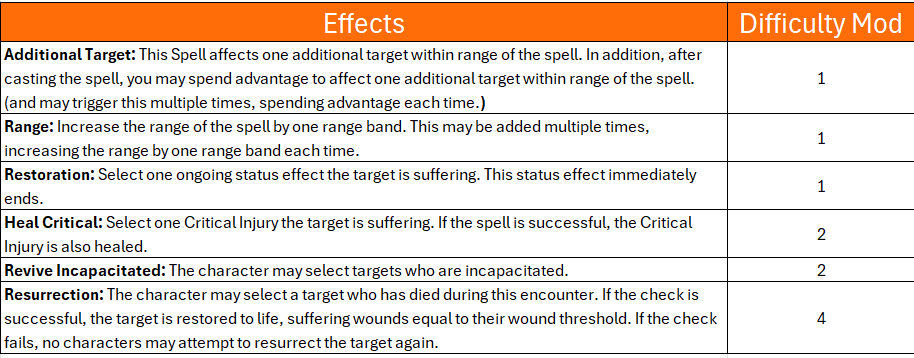 Effects
Difficulty Mod
Additional Target: This Spell affects one additional target within range of the spell. In addition, after
casting the spell, you may spend advantage to affect one additional target within range of the spell.
(and may trigger this multiple times, spending advantage each time.)
1
Range: Increase the range of the spell by one range band. This may be added multiple times,
increasing the range by one range band each time.
1
Restoration: Select one ongoing status effect the target is suffering. This status effect immediately
ends.
1
Heal Critical: Select one Critical Injury the target is suffering. If the spell is successful, the Critical
Injury is also healed.
2
Revive Incapacitated: The character may select targets who are incapacitated.
2
Resurrection: The character may select a target who has died during this encounter. If the check is
successful, the target is restored to life, suffering wounds equal to their wound threshold. If the check
fails, no characters may attempt to resurrect the target again.
4